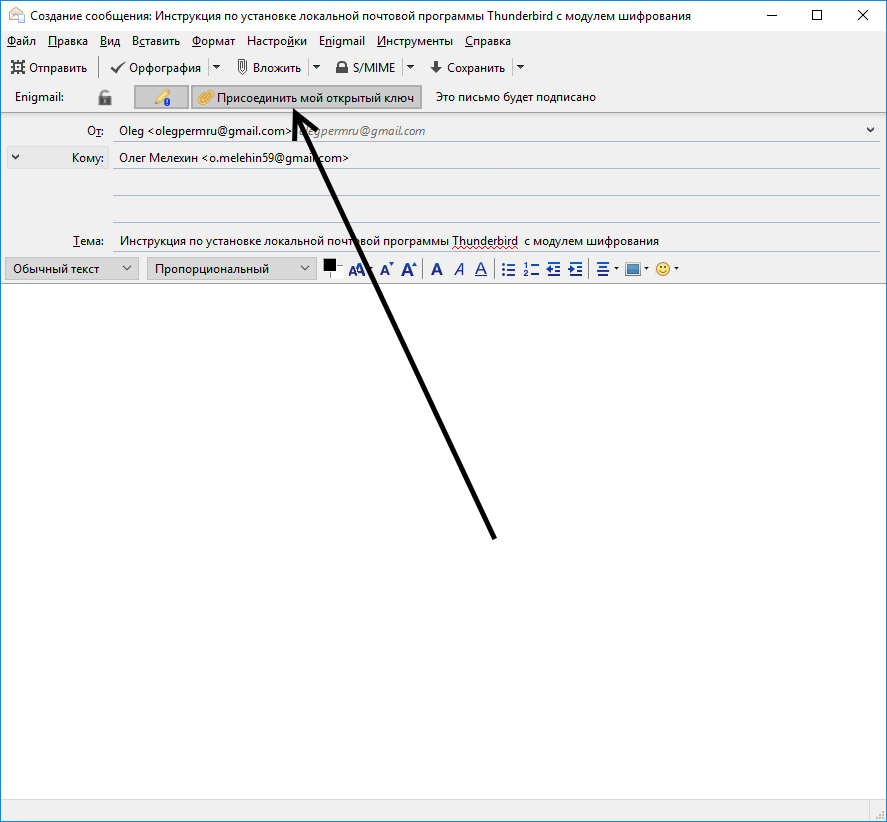 Создание сообщения: Инструкция по установке локальной почтовой программы Thunderbird с модулем шифрования
Файл Правка Вид Вставить Формат Настройки Enigmail Инструменты Справка
Отправить Орфография Вложить S/MIME Сохранить
Enigmail: Присоединить мой открытый ключ Это письмо будет подписано
От: Oleg <olegpermru@gmail.com> olegpermru@gmail.com
Кому: Олег Мелехин <o.melehin59@gmail.com>
Тема: Инструкция по установке локальной почтовой программы Thunderbird с модулем шифрования
Обычный текст Пропорциональный